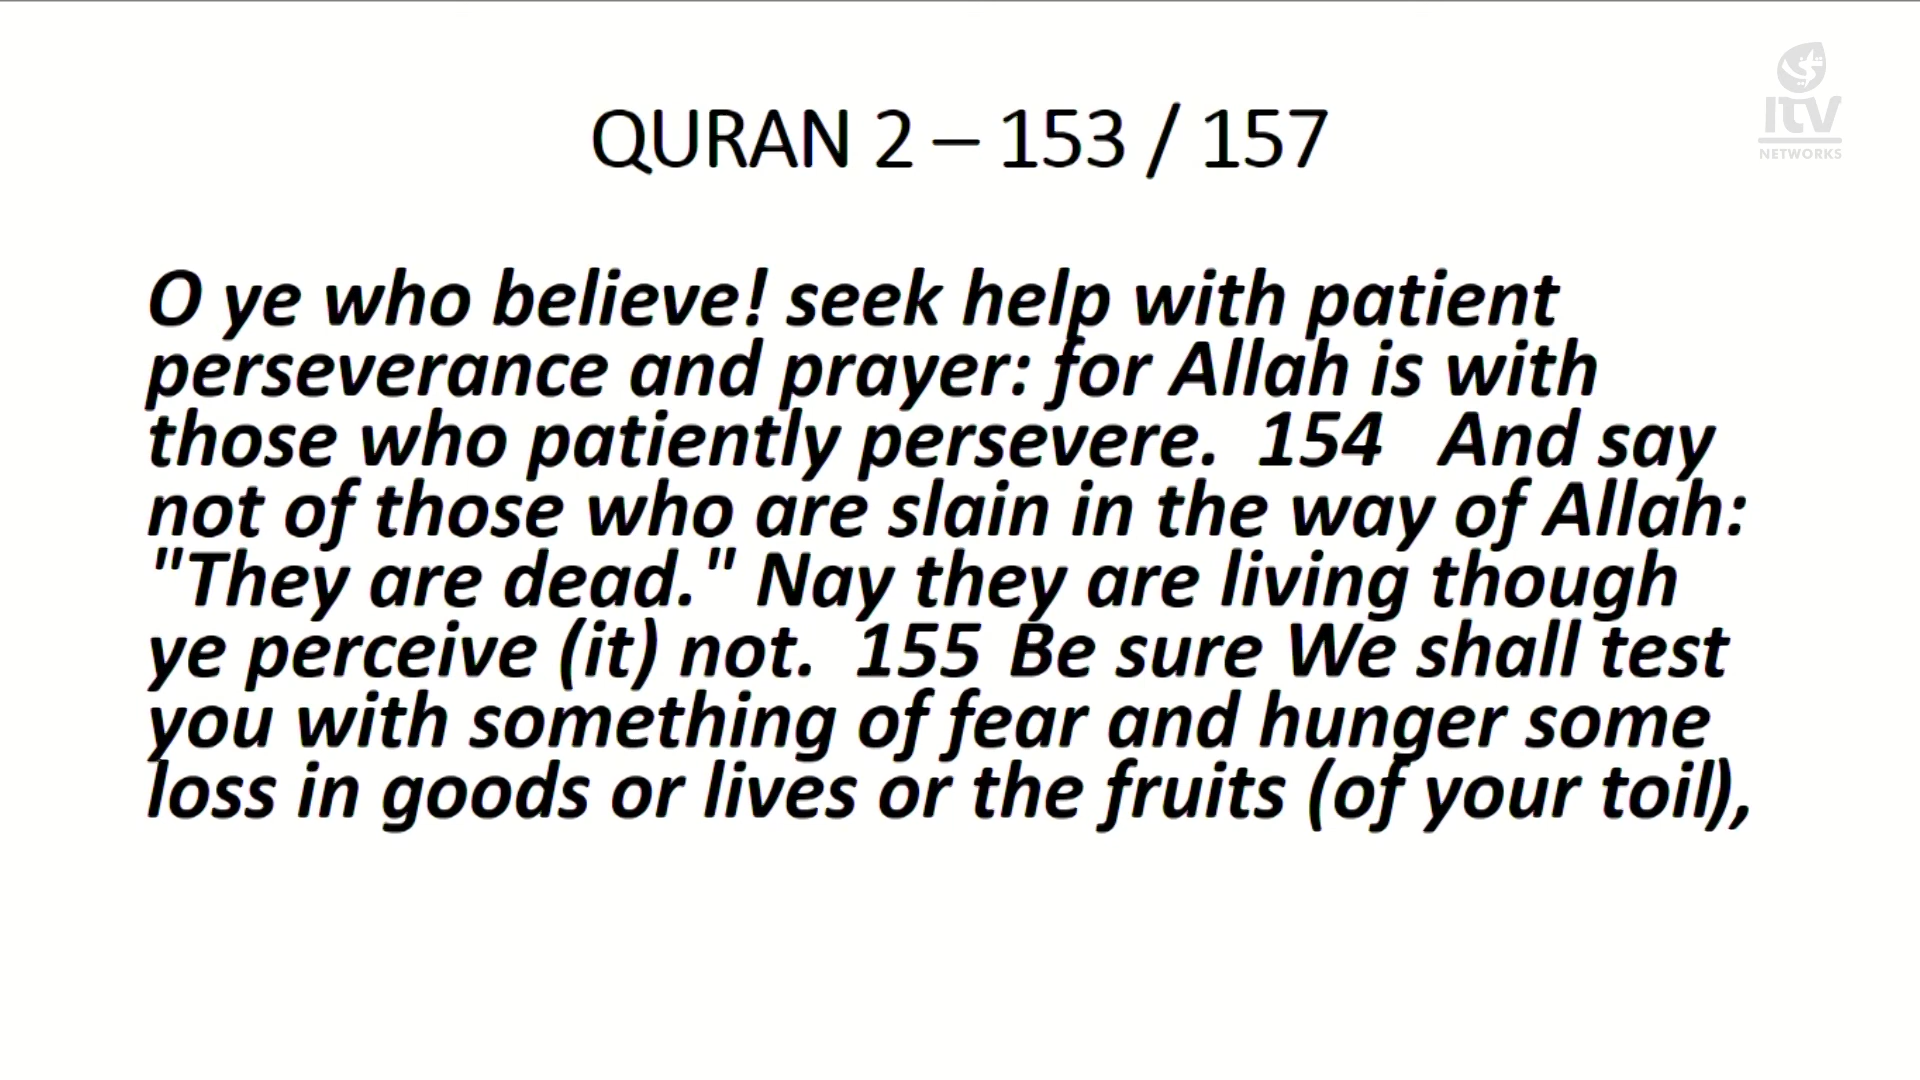 QURAN 2 – 153 / 157
ITV
NETWORKS
O ye who believe! seek help with patient
perseverance and prayer: for Allah is with
those who patiently persevere.  154   And say
not of those who are slain in the way of Allah:
"They are dead." Nay they are living though
ye perceive (it) not.  155  Be sure We shall test
you with something of fear and hunger some
loss in goods or lives or the fruits (of your toil),